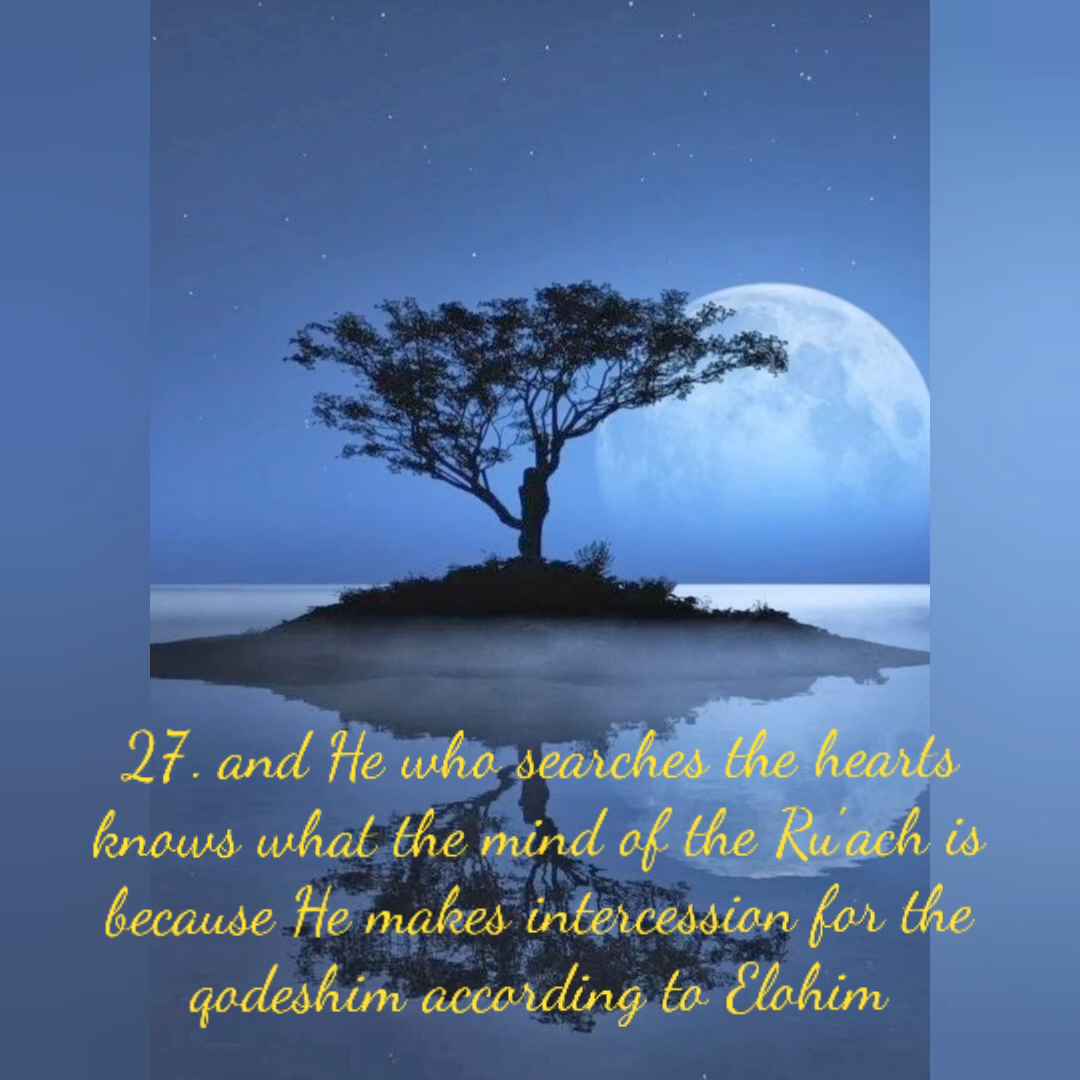 27. and He who searches the hearts
knows what the mind of the Ru'ach is
because He makes intercession for the
qodeshim according to Elohim